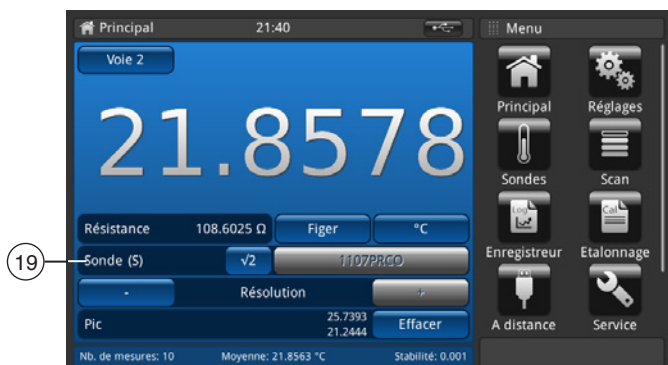 Principal 21:40
Menu
Voie 2
21.8578
Principal Réglages
Sondes Scan
Résistance 108.6025 Ω Figer °C
Log Cal
19
Sonde (S) √2 1107PRCO
Enregistreur Etalonnage
- Résolution +
Pic 25.7393
21.2444 Effacer
A distance Service
Nb. de mesures: 10 Moyenne: 21.8563 °C Stabilité: 0.001